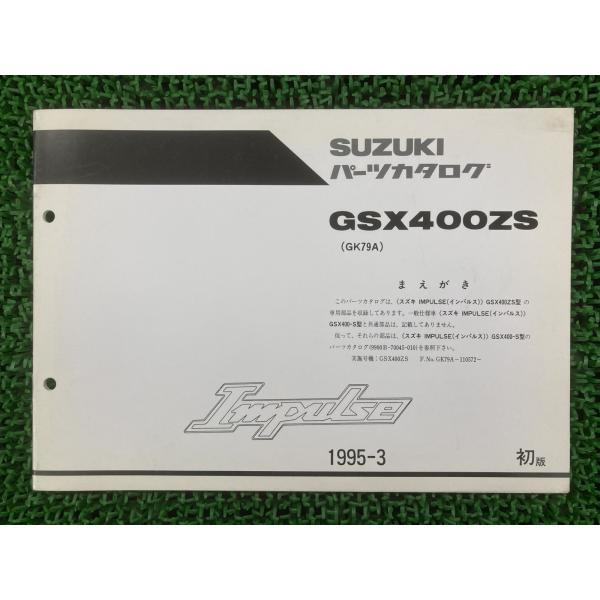 SUZUKI
パーツカタログ
GSX400ZS
(GK79A)
まえがき
このパーツカタログは、(スズキ IMPULSE(インパルス)) GSX400ZS型 の
専用部品を収録してあります。一般仕様車 (スズキ IMPULSE(インパルス))
GSX400-S型と共通部品は、記載してありません。
従って、それらの部品は、(スズキ IMPULSE(インパルス)) GSX400-S型の
パーツカタログ(9900B-70045-010)を参照下さい。
実施号機:GSX400ZS F.No.GK79A-110572~
Impulse
1995-3
初版